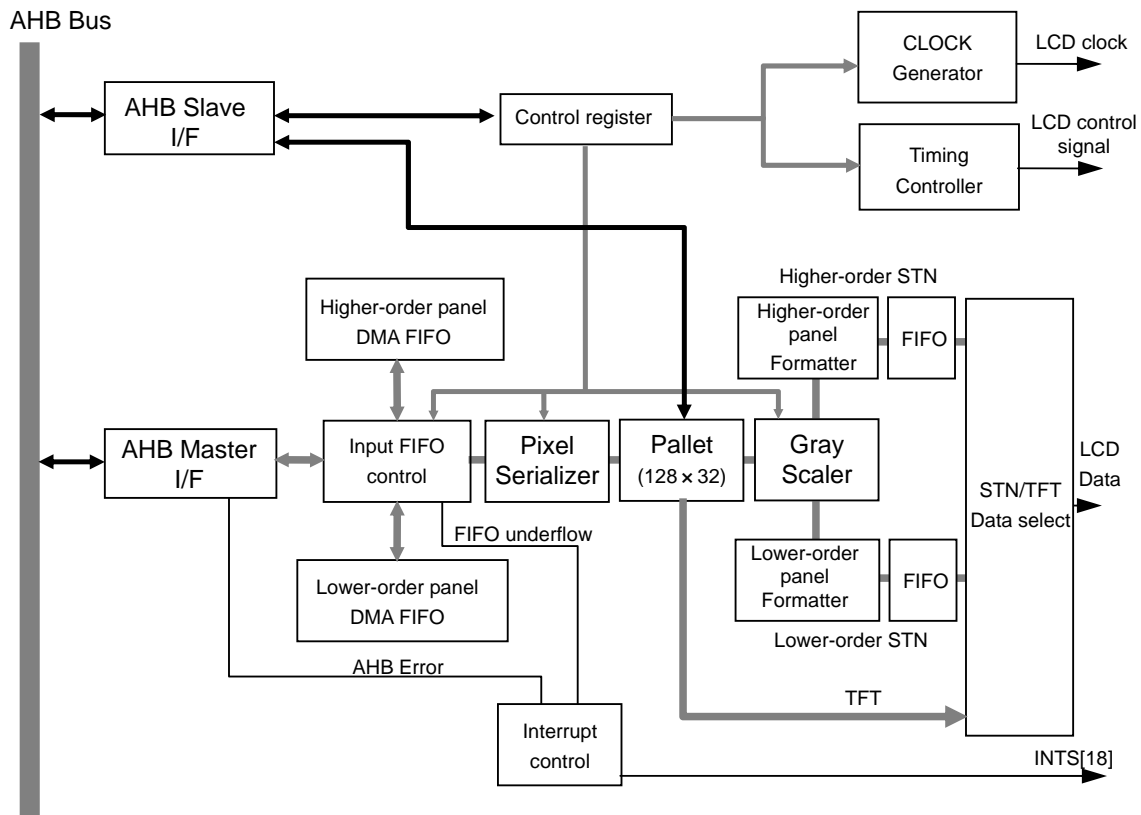 AHB Bus
AHB Slave
I/F
Control register
CLOCK
Generator
LCD clock
Timing
Controller
LCD control
signal
Higher-order panel
DMA FIFO
Higher-order STN
Higher-order
panel
Formatter
FIFO
AHB Master
I/F
Input FIFO
control
Pixel
Serializer
Pallet
(128 × 32)
Gray
Scaler
STN/TFT
Data select
LCD
Data
FIFO underflow
Lower-order panel
DMA FIFO
Lower-order
panel
Formatter
FIFO
Lower-order STN
AHB Error
TFT
Interrupt
control
INTS[18]